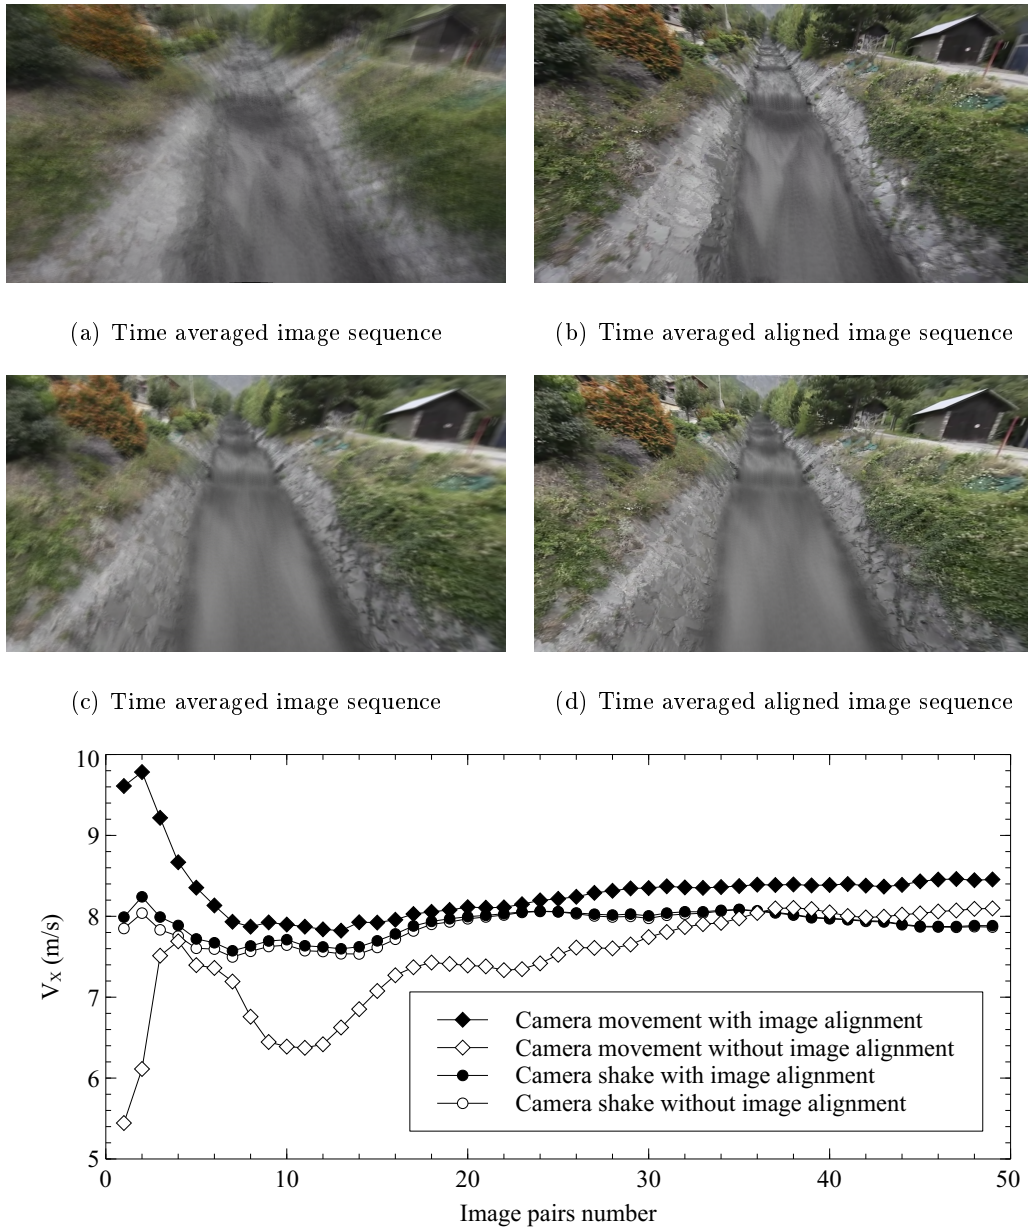 (a) Time averaged image sequence
(b) Time averaged aligned image sequence
(c) Time averaged image sequence
(d) Time averaged aligned image sequence
10
9
8
7
6
5
V_X (m/s)
Camera movement with image alignment
Camera movement without image alignment
Camera shake with image alignment
Camera shake without image alignment
0
10
20
30
40
50
Image pairs number